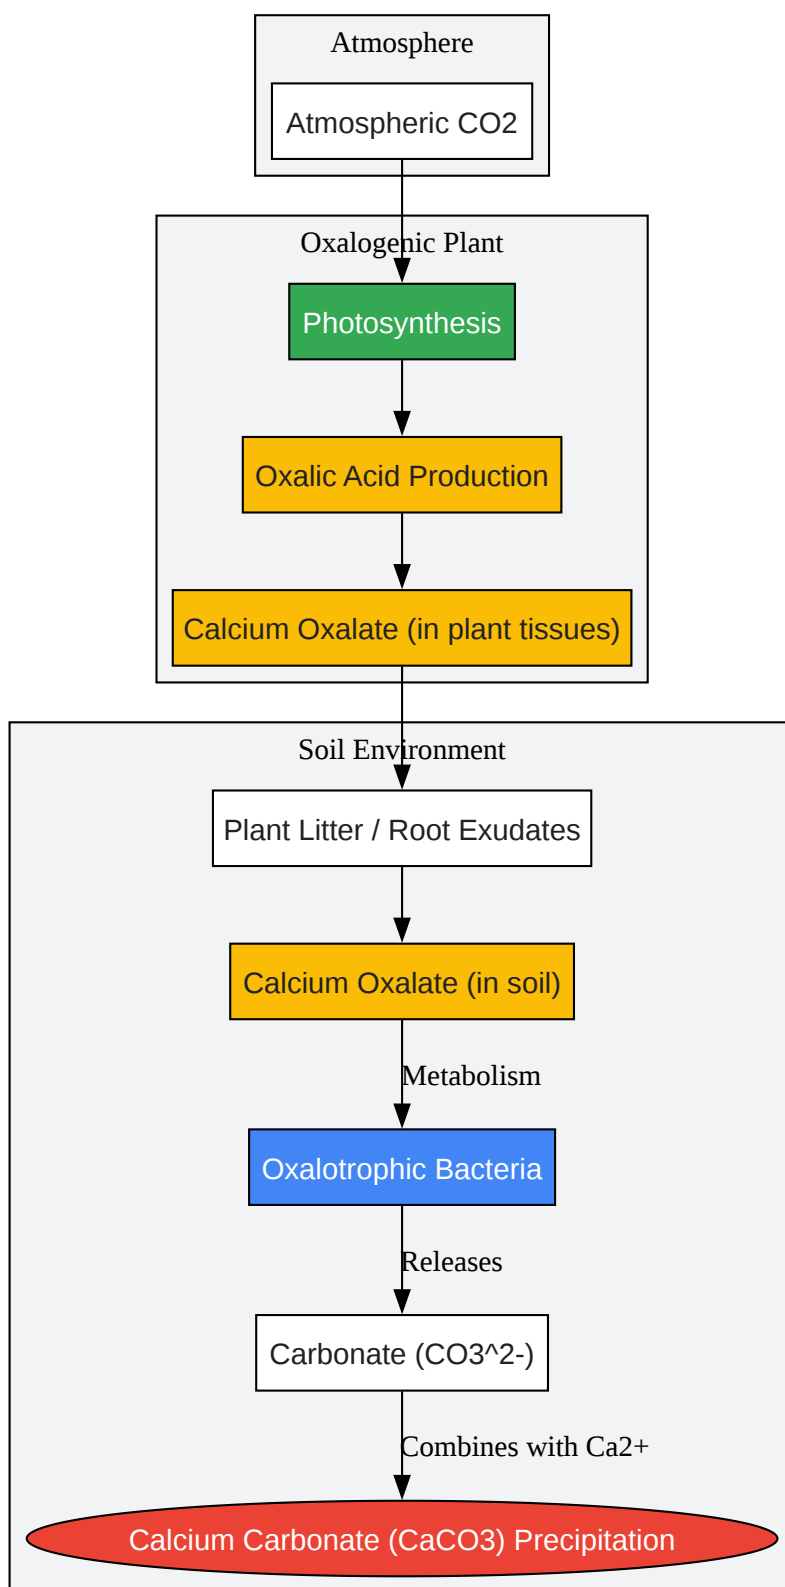 Atmosphere
Atmospheric CO2
Oxalogenic Plant
Photosynthesis
Oxalic Acid Production
Calcium Oxalate (in plant tissues)
Soil Environment
Plant Litter / Root Exudates
Calcium Oxalate (in soil)
Metabolism
Oxalotrophic Bacteria
Releases
Carbonate (CO3^2-)
Combines with Ca2+
Calcium Carbonate (CaCO3) Precipitation